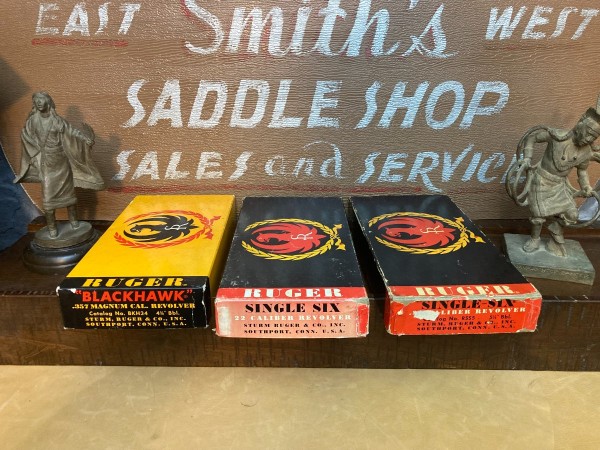 EAST Smith's WEST
SADDLE SHOP
SALES and SERVICE
RUGER
"BLACKHAWK"
.357 MAGNUM CAL. REVOLVER
Catalog No. BKH34 4⅝" Bbl.
STURM, RUGER & CO., INC.
SOUTHPORT, CONN. U.S.A.
RUGER
SINGLE SIX
22 CALIBER REVOLVER
STURM RUGER & CO., INC.
SOUTHPORT, CONN. U.S.A.
RUGER
SINGLE-SIX
CALIBER REVOLVER
No. Bbl.
STURM, RUGER & CO., INC.
SOUTHPORT, CONN., U.S.A.